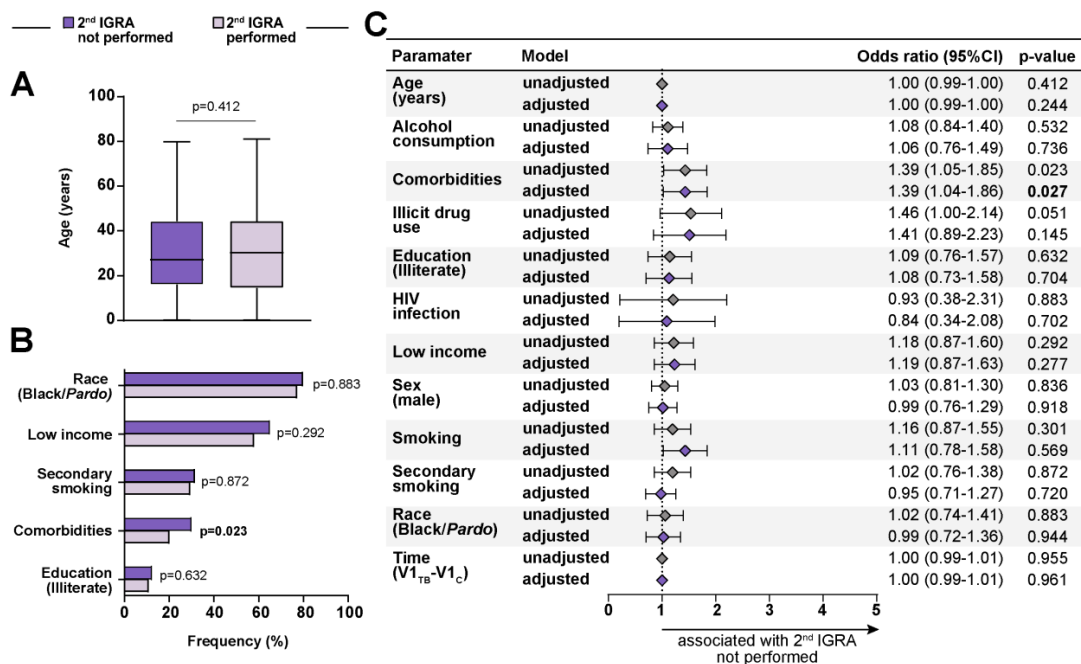 2nd IGRA not performed
2nd IGRA performed
A
p=0.412
Age (years)
100
80
60
40
20
0
B
Race (Black/Pardo)
p=0.883
Low income
p=0.292
Secondary smoking
p=0.872
Comorbidities
p=0.023
Education (Illiterate)
p=0.632
0 20 40 60 80 100
Frequency (%)
C
Paramater Model Odds ratio (95%CI) p-value
Age (years)
unadjusted 1.00 (0.99-1.00) 0.412
adjusted 1.00 (0.99-1.00) 0.244
Alcohol consumption
unadjusted 1.08 (0.84-1.40) 0.532
adjusted 1.06 (0.76-1.49) 0.736
Comorbidities
unadjusted 1.39 (1.05-1.85) 0.023
adjusted 1.39 (1.04-1.86) 0.027
Illicit drug use
unadjusted 1.46 (1.00-2.14) 0.051
adjusted 1.41 (0.89-2.23) 0.145
Education (Illiterate)
unadjusted 1.09 (0.76-1.57) 0.632
adjusted 1.08 (0.73-1.58) 0.704
HIV infection
unadjusted 0.93 (0.38-2.31) 0.883
adjusted 0.84 (0.34-2.08) 0.702
Low income
unadjusted 1.18 (0.87-1.60) 0.292
adjusted 1.19 (0.87-1.63) 0.277
Sex (male)
unadjusted 1.03 (0.81-1.30) 0.836
adjusted 0.99 (0.76-1.29) 0.918
Smoking
unadjusted 1.16 (0.87-1.55) 0.301
adjusted 1.11 (0.78-1.58) 0.569
Secondary smoking
unadjusted 1.02 (0.76-1.38) 0.872
adjusted 0.95 (0.71-1.27) 0.720
Race (Black/Pardo)
unadjusted 1.02 (0.74-1.41) 0.883
adjusted 0.99 (0.72-1.36) 0.944
Time (V1TB-V1C)
unadjusted 1.00 (0.99-1.01) 0.955
adjusted 1.00 (0.99-1.01) 0.961
0 1 2 3 4 5
associated with 2nd IGRA
not performed